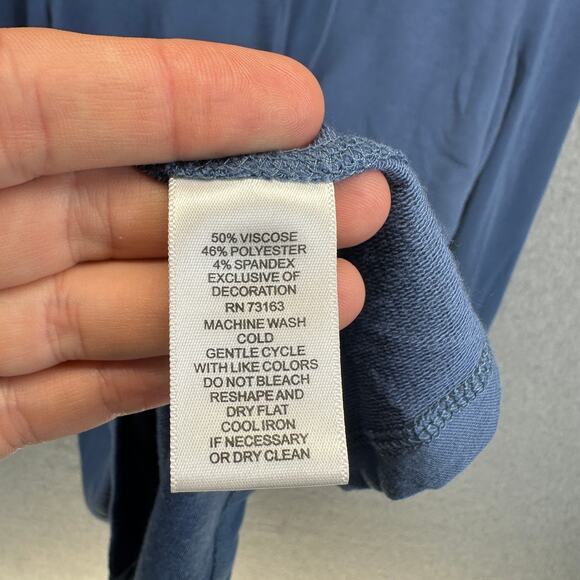 50% VISCOSE
46% POLYESTER
4% SPANDEX
EXCLUSIVE OF
DECORATION
RN 73163
MACHINE WASH
COLD
GENTLE CYCLE
WITH LIKE COLORS
DO NOT BLEACH
RESHAPE AND
DRY FLAT
COOL IRON
IF NECESSARY
OR DRY CLEAN